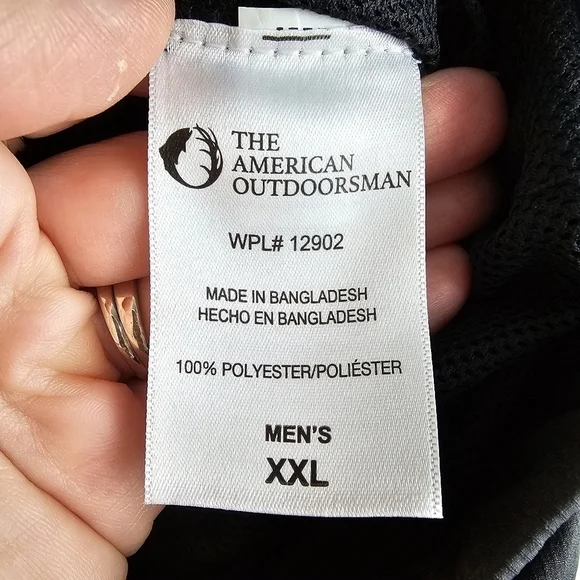 THE
AMERICAN
OUTDOORSMAN
WPL# 12902
MADE IN BANGLADESH
HECHO EN BANGLADESH
100% POLYESTER/POLIÉSTER
MEN'S
XXL